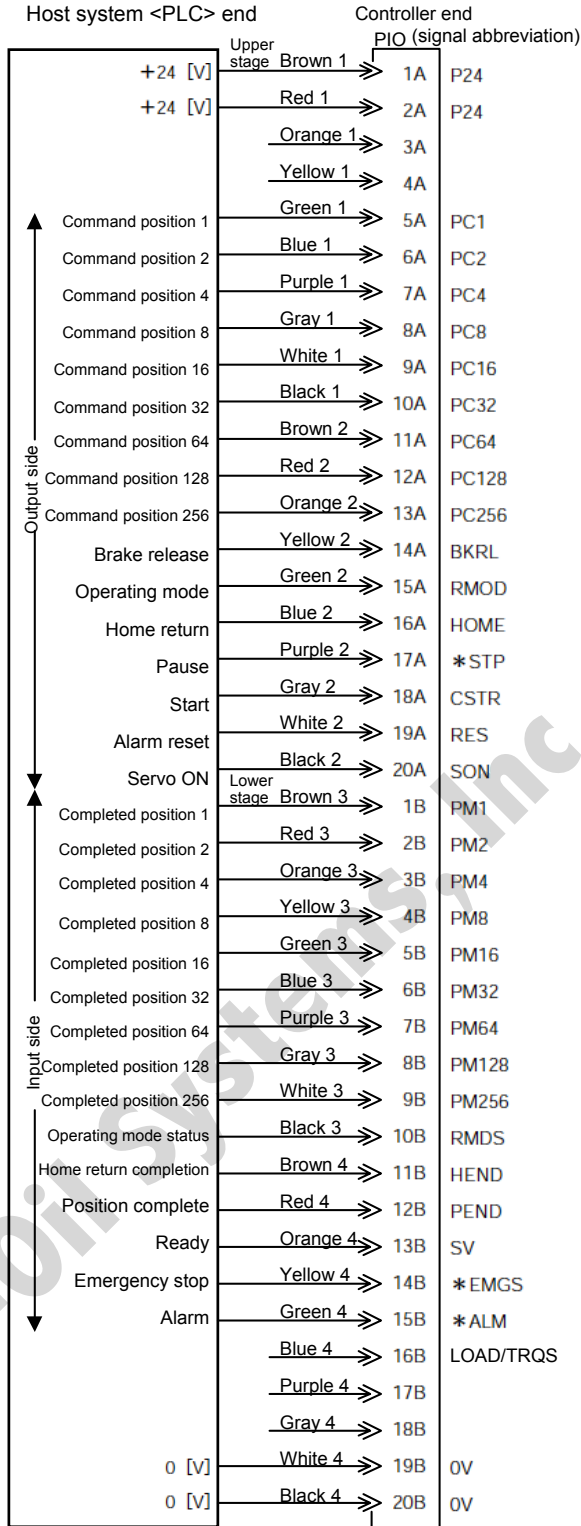 Host system <PLC> end
Controller end
PIO (signal abbreviation)
Upper stage
+24 [V] Brown 1 1A P24
+24 [V] Red 1 2A P24
Orange 1 3A
Yellow 1 4A
Output side
Command position 1 Green 1 5A PC1
Command position 2 Blue 1 6A PC2
Command position 4 Purple 1 7A PC4
Command position 8 Gray 1 8A PC8
Command position 16 White 1 9A PC16
Command position 32 Black 1 10A PC32
Command position 64 Brown 2 11A PC64
Command position 128 Red 2 12A PC128
Command position 256 Orange 2 13A PC256
Brake release Yellow 2 14A BKRL
Operating mode Green 2 15A RMOD
Home return Blue 2 16A HOME
Pause Purple 2 17A *STP
Start Gray 2 18A CSTR
Alarm reset White 2 19A RES
Servo ON Black 2 20A SON
Lower stage
Input side
Completed position 1 Brown 3 1B PM1
Completed position 2 Red 3 2B PM2
Completed position 4 Orange 3 3B PM4
Completed position 8 Yellow 3 4B PM8
Completed position 16 Green 3 5B PM16
Completed position 32 Blue 3 6B PM32
Completed position 64 Purple 3 7B PM64
Completed position 128 Gray 3 8B PM128
Completed position 256 White 3 9B PM256
Operating mode status Black 3 10B RMDS
Home return completion Brown 4 11B HEND
Position complete Red 4 12B PEND
Ready Orange 4 13B SV
Emergency stop Yellow 4 14B *EMGS
Alarm Green 4 15B *ALM
Blue 4 16B LOAD/TRQS
Purple 4 17B
Gray 4 18B
0 [V] White 4 19B 0V
0 [V] Black 4 20B 0V
Systems, Inc